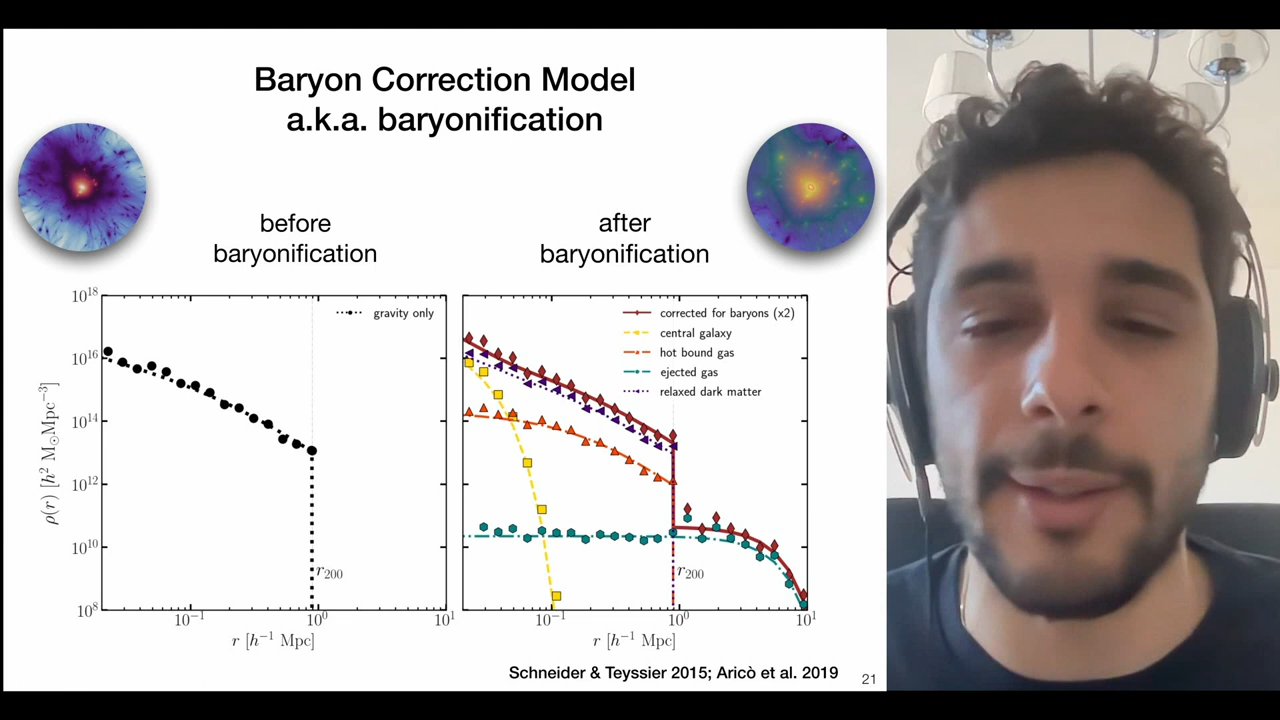 Baryon Correction Model
a.k.a. baryonification
before
baryonification
after
baryonification
10^18
10^16
10^14
10^12
10^10
10^8
ρ(r) [h^2 M⊙Mpc^−3]
gravity only
r_200
10^−1
10^0
10^1
r [h^−1 Mpc]
corrected for baryons (x2)
central galaxy
hot bound gas
ejected gas
relaxed dark matter
r_200
10^−1
10^0
10^1
r [h^−1 Mpc]
Schneider & Teyssier 2015; Aricò et al. 2019
21